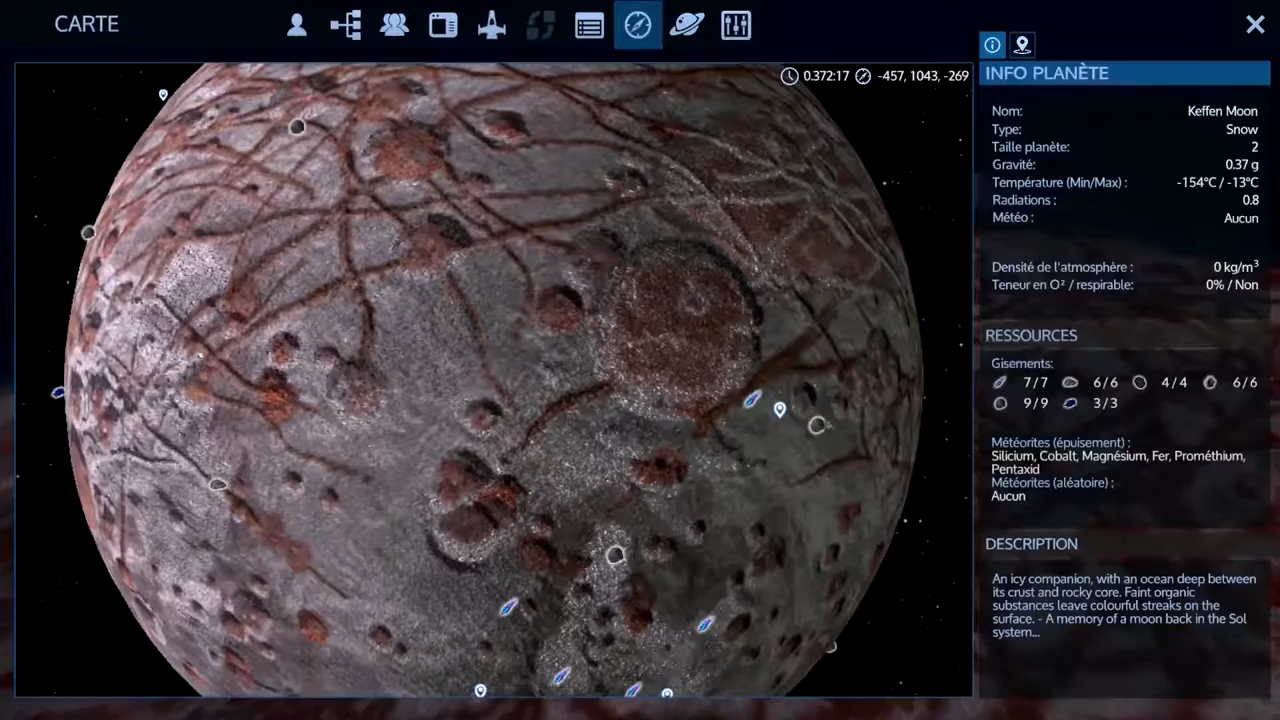 CARTE
0.372:17 -457, 1043, -269
INFO PLANÈTE
Nom: Keffen Moon
Type: Snow
Taille planète: 2
Gravité: 0.37 g
Température (Min/Max) : -154°C / -13°C
Radiations : 0.8
Météo : Aucun
Densité de l'atmosphère : 0 kg/m³
Teneur en O² / respirable: 0% / Non
RESSOURCES
Gisements:
7/7 6/6 4/4 6/6
9/9 3/3
Météorites (épuisement) :
Silicium, Cobalt, Magnésium, Fer, Prométhium,
Pentaxid
Météorites (aléatoire) :
Aucun
DESCRIPTION
An icy companion, with an ocean deep between
its crust and rocky core. Faint organic
substances leave colourful streaks on the
surface. - A memory of a moon back in the Sol
system...